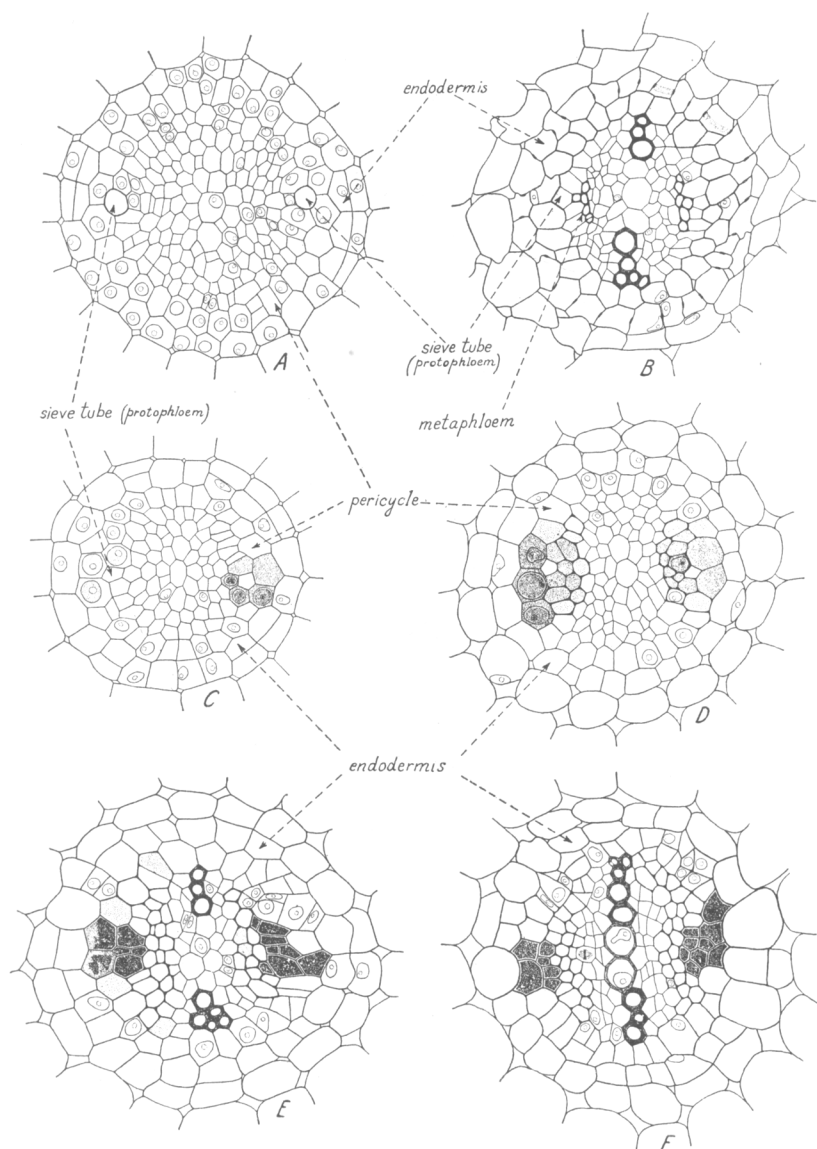 endodermis
A
sieve tube
(protophloem)
B
sieve tube (protophloem)
metaphloem
pericycle
C
D
endodermis
E
F